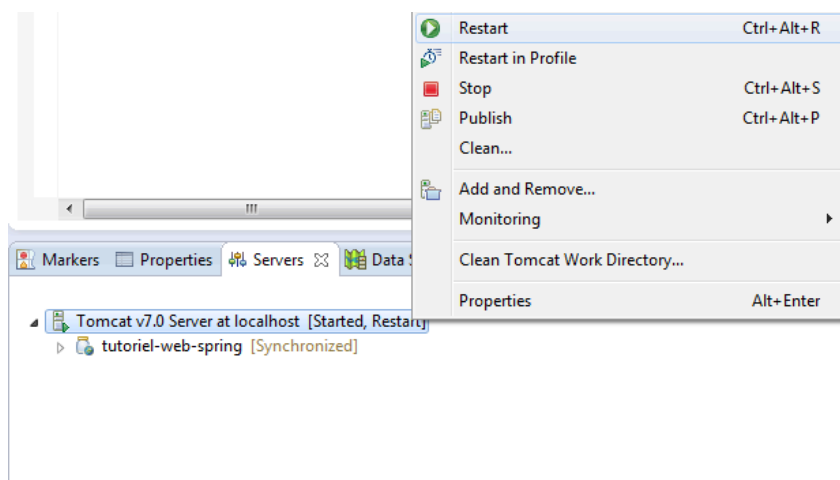 Restart Ctrl+Alt+R
Restart in Profile
Stop Ctrl+Alt+S
Publish Ctrl+Alt+P
Clean...
Add and Remove...
Monitoring
Clean Tomcat Work Directory...
Properties Alt+Enter
Markers Properties Servers Data
Tomcat v7.0 Server at localhost [Started, Restart]
tutoriel-web-spring [Synchronized]